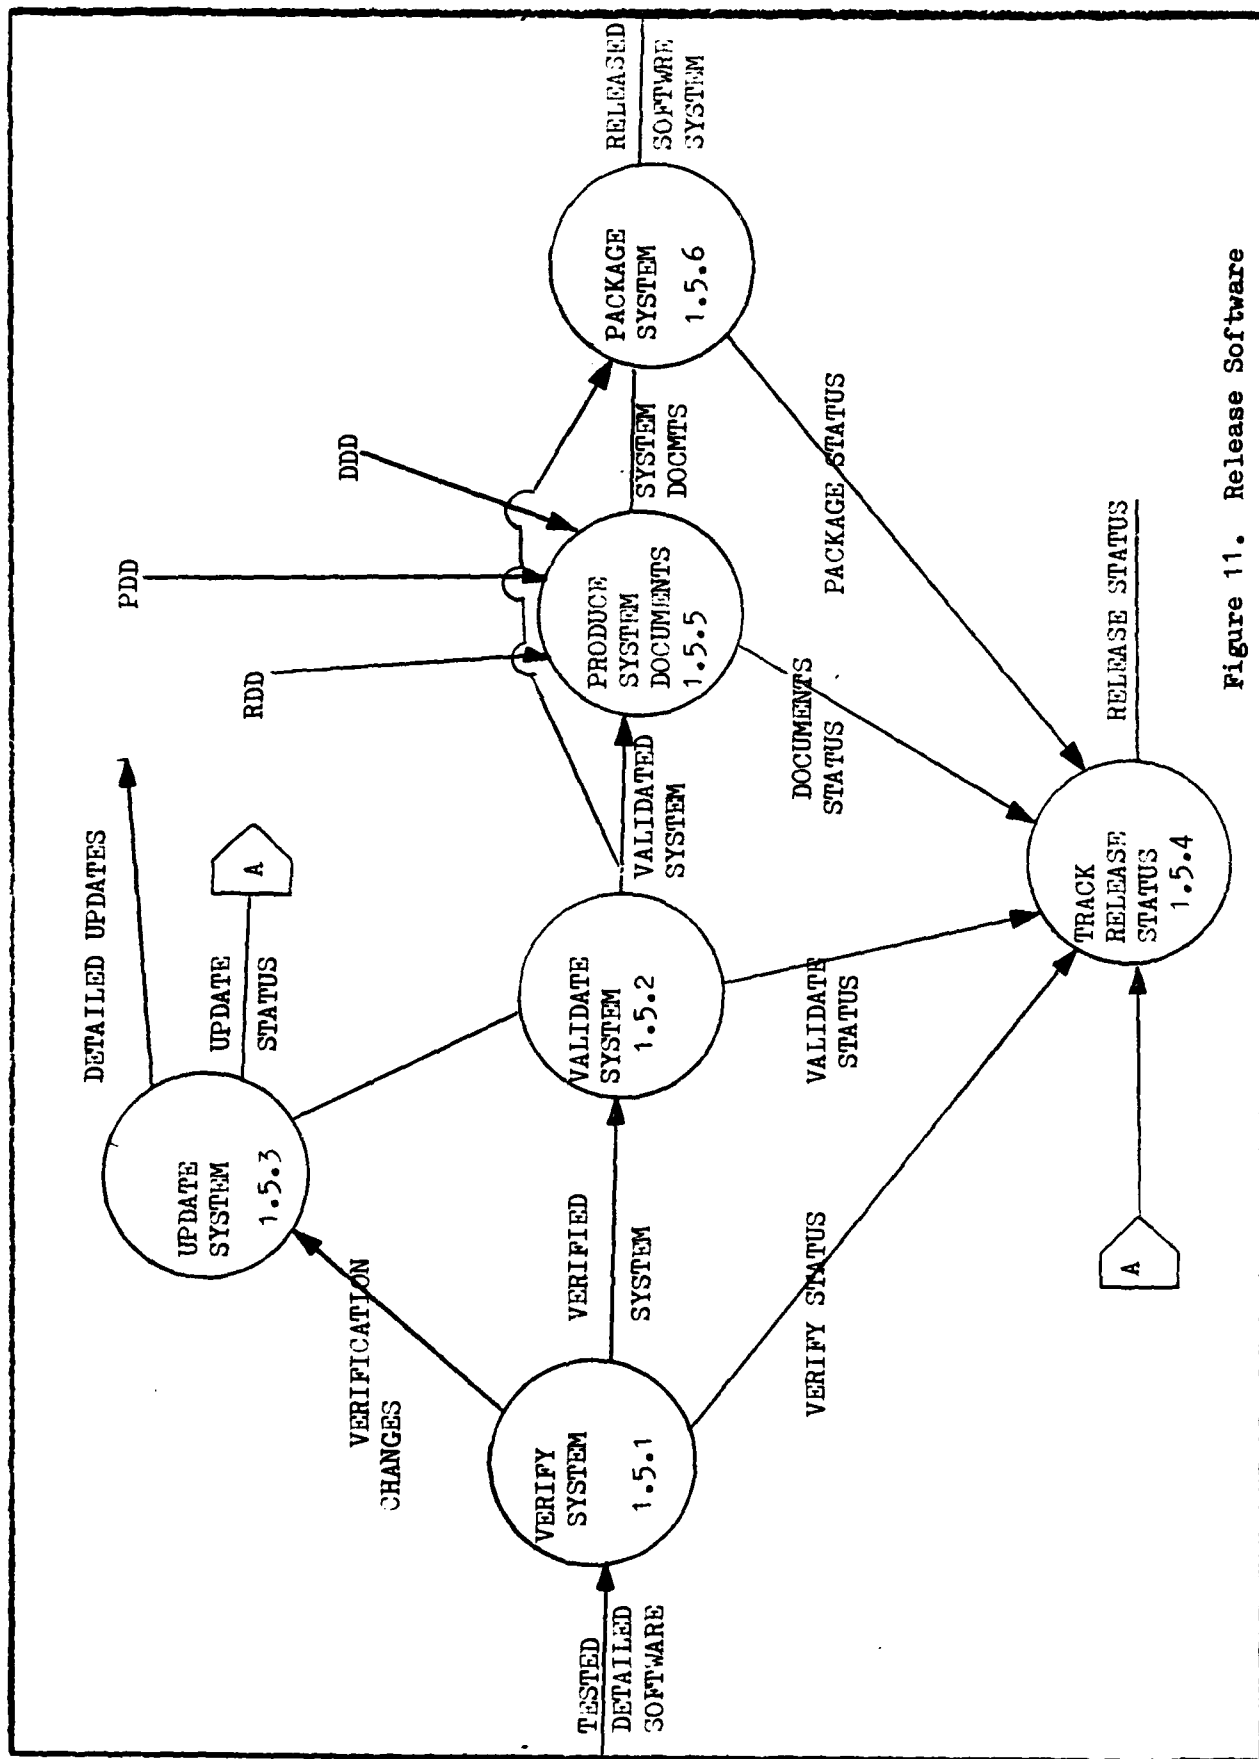 TESTED
DETAILED
SOFTWARE
VERIFY
SYSTEM
1.5.1
VERIFICATION
CHANGES
VERIFIED
SYSTEM
VERIFY STATUS
UPDATE
SYSTEM
1.5.3
DETAILED UPDATES
UPDATE
STATUS
A
VALIDATE
SYSTEM
1.5.2
VALIDATE
STATUS
VALIDATED
SYSTEM
RDD
PDD
DDD
PRODUCE
SYSTEM
DOCUMENTS
1.5.5
DOCUMENTS
STATUS
SYSTEM
DOCMTS
PACKAGE
SYSTEM
1.5.6
PACKAGE STATUS
RELEASED
SOFTWRE
SYSTEM
A
TRACK
RELEASE
STATUS
1.5.4
RELEASE STATUS
Figure 11. Release Software